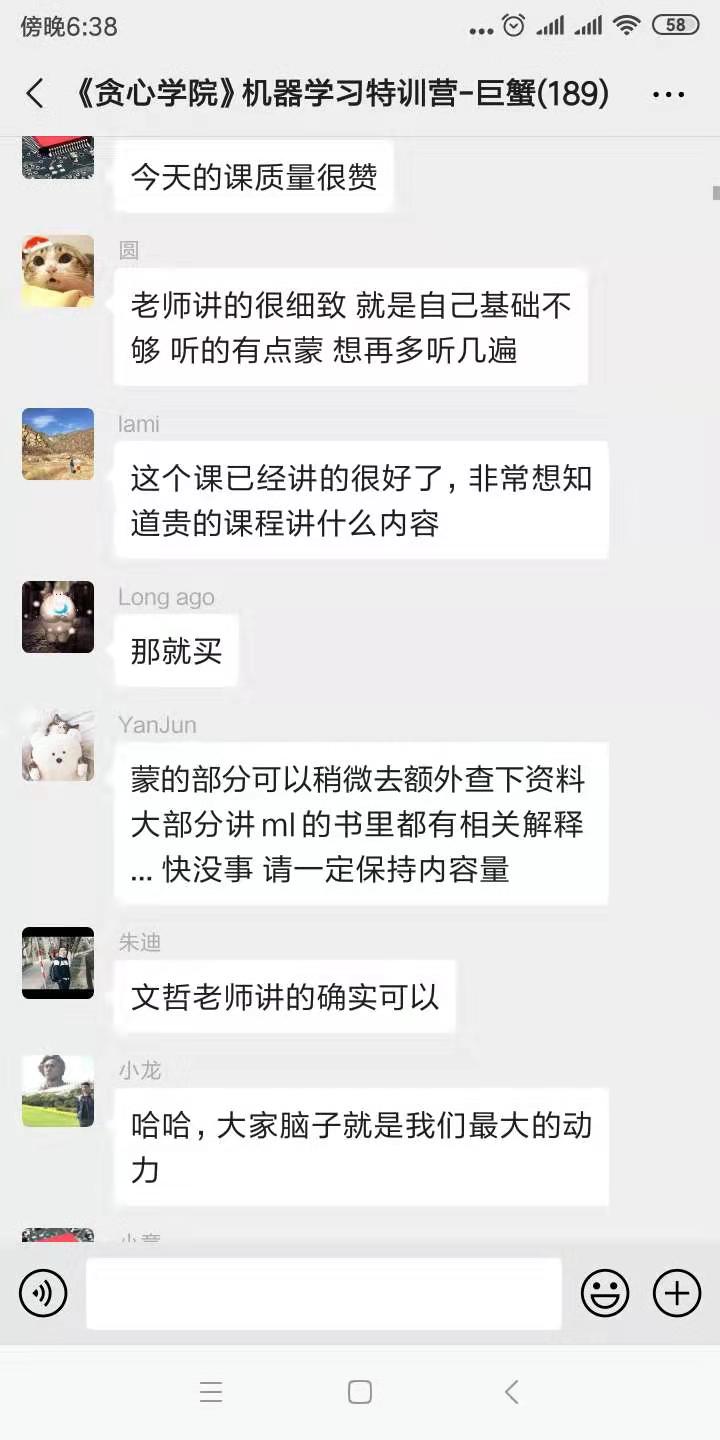 傍晚6:38
58
《贪心学院》机器学习特训营-巨蟹(189)
今天的课质量很赞
圆
老师讲的很细致 就是自己基础不
够 听的有点蒙 想再多听几遍
lami
这个课已经讲的很好了,非常想知
道贵的课程讲什么内容
Long ago
那就买
YanJun
蒙的部分可以稍微去额外查下资料
大部分讲ml的书里都有相关解释
... 快没事 请一定保持内容量
朱迪
文哲老师讲的确实可以
小龙
哈哈,大家脑子就是我们最大的动
力